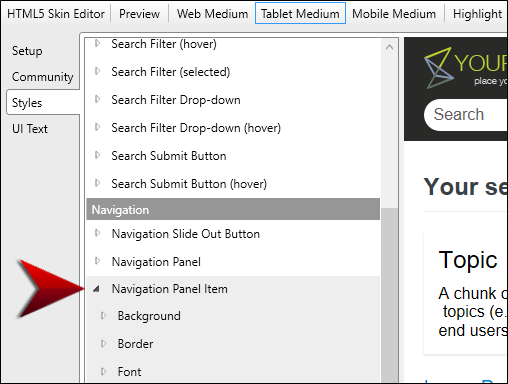 HTML5 Skin Editor Preview Web Medium Tablet Medium Mobile Medium Highlight
Setup
Community
Styles
UI Text
Search Filter (hover)
Search Filter (selected)
Search Filter Drop-down
Search Filter Drop-down (hover)
Search Submit Button
Search Submit Button (hover)
Navigation
Navigation Slide Out Button
Navigation Panel
Navigation Panel Item
Background
Border
Font
YOUR
place yo
Search
Your se
Topic
A chunk o
topics (e.
end users